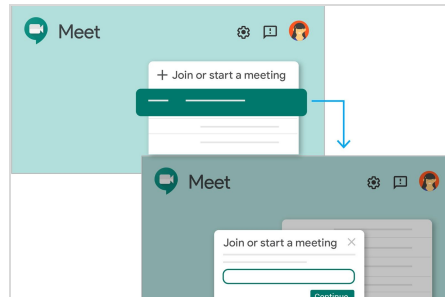 Meet
+ Join or start a meeting
Meet
Join or start a meeting
Continue